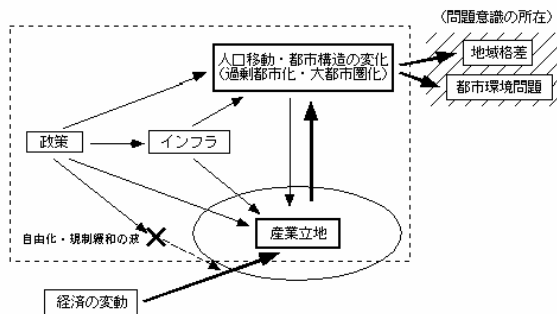 (問題意識の所在)
人口移動・都市構造の変化
(過剰都市化・大都市圏化)
地域格差
都市環境問題
政策
インフラ
産業立地
自由化・規制緩和の波
経済の変動